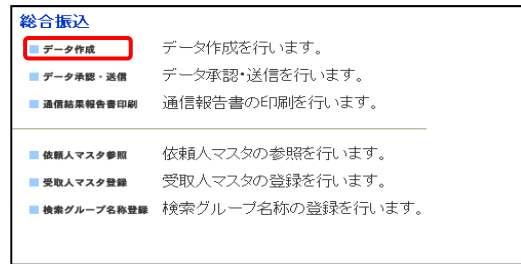 総合振込
データ作成 データ作成を行います。
データ承認・送信 データ承認・送信を行います。
通信結果報告書印刷 通信報告書の印刷を行います。
依頼人マスタ参照 依頼人マスタの参照を行います。
受取人マスタ登録 受取人マスタの登録を行います。
検索グループ名称登録 検索グループ名称の登録を行います。